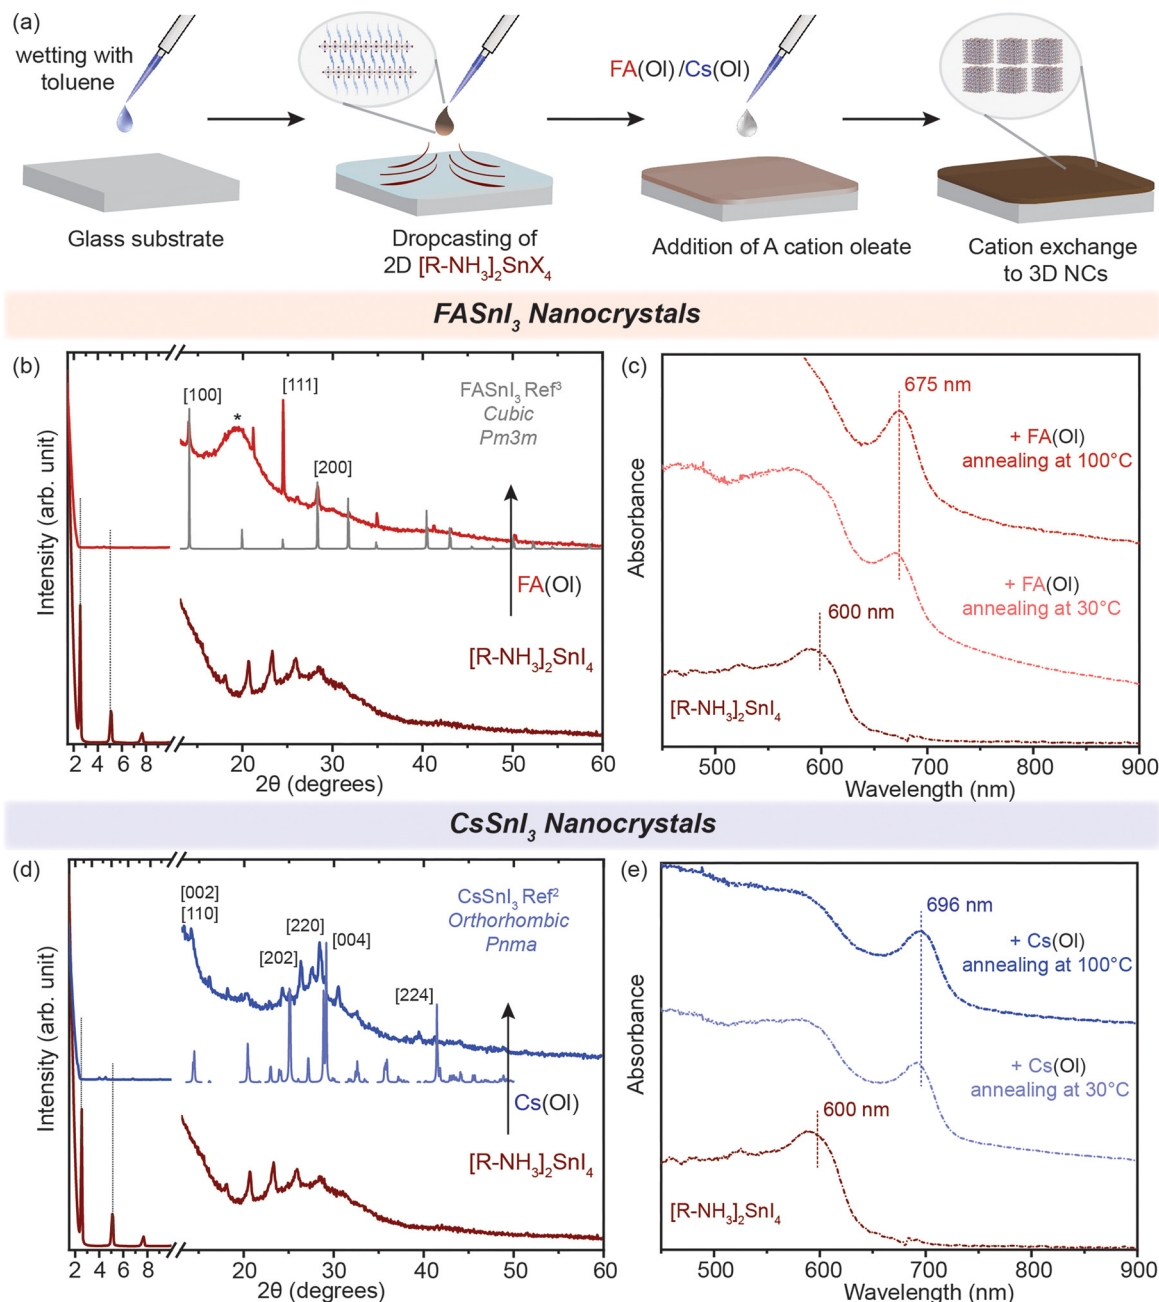 (a)
wetting with
toluene
FA(Ol)/Cs(Ol)
Glass substrate
Dropcasting of
2D [R-NH₃]₂SnX₄
Addition of A cation oleate
Cation exchange
to 3D NCs
FASnI₃ Nanocrystals
(b)
[100]
*
[111]
[200]
FASnI₃ Ref³
Cubic
Pm3m
FA(Ol)
[R-NH₃]₂SnI₄
Intensity (arb. unit)
2 4 6 8 20 30 40 50 60
2θ (degrees)
(c)
675 nm
+ FA(Ol)
annealing at 100°C
+ FA(Ol)
annealing at 30°C
600 nm
[R-NH₃]₂SnI₄
Absorbance
500 600 700 800 900
Wavelength (nm)
CsSnI₃ Nanocrystals
(d)
[002]
[110]
[202]
[220]
[004]
[224]
CsSnI₃ Ref²
Orthorhombic
Pnma
Cs(Ol)
[R-NH₃]₂SnI₄
Intensity (arb. unit)
2 4 6 8 20 30 40 50 60
2θ (degrees)
(e)
696 nm
+ Cs(Ol)
annealing at 100°C
+ Cs(Ol)
annealing at 30°C
600 nm
[R-NH₃]₂SnI₄
Absorbance
500 600 700 800 900
Wavelength (nm)